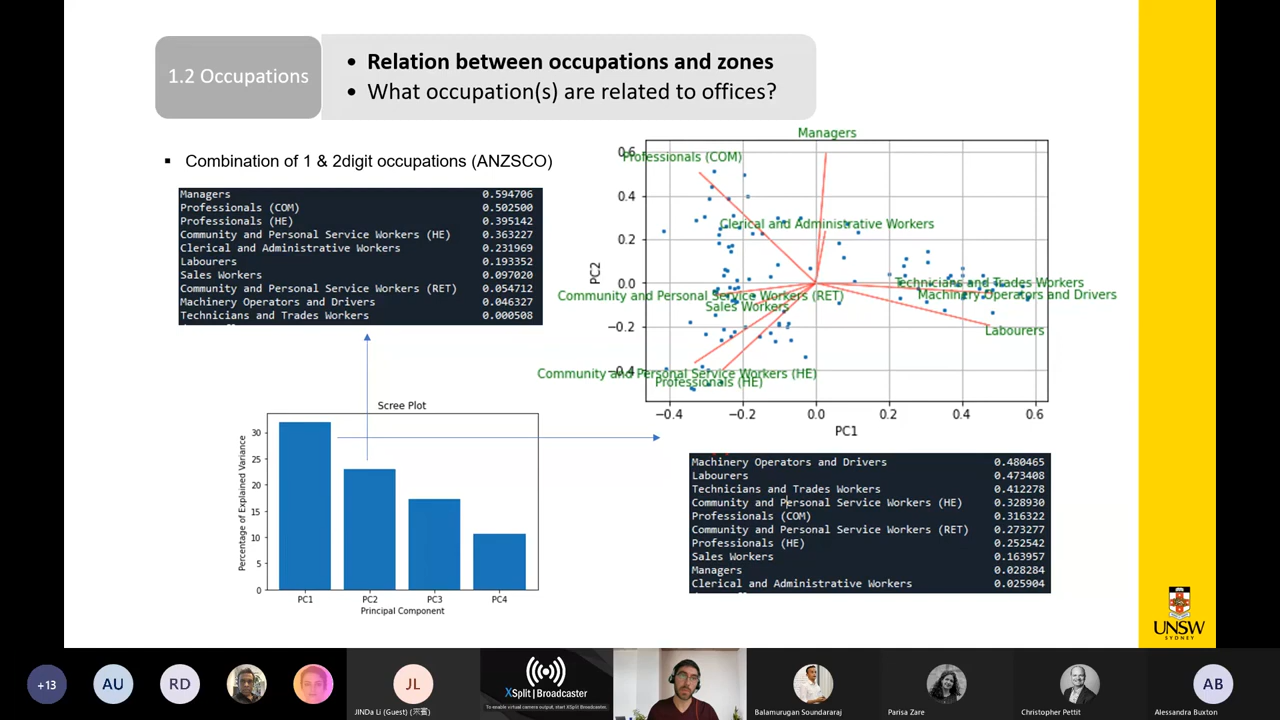 1.2 Occupations
• Relation between occupations and zones
• What occupation(s) are related to offices?
▪ Combination of 1 & 2digit occupations (ANZSCO)
Managers 0.594706
Professionals (COM) 0.502500
Professionals (HE) 0.395142
Community and Personal Service Workers (HE) 0.363227
Clerical and Administrative Workers 0.231969
Labourers 0.193352
Sales Workers 0.097020
Community and Personal Service Workers (RET) 0.054712
Machinery Operators and Drivers 0.046327
Technicians and Trades Workers 0.000508
Managers
0.6
Professionals (COM)
0.4
Clerical and Administrative Workers
0.2
PC2
0.0
Technicians and Trades Workers
Community and Personal Service Workers (RET)
Machinery Operators and Drivers
Sales Workers
−0.2
Labourers
−0.4
Community and Personal Service Workers (HE)
Professionals (HE)
−0.4 −0.2 0.0 0.2 0.4 0.6
PC1
Scree Plot
Percentage of Explained Variance
30
25
20
15
10
5
0
PC1 PC2 PC3 PC4
Principal Component
Machinery Operators and Drivers 0.480465
Labourers 0.473408
Technicians and Trades Workers 0.412278
Community and Personal Service Workers (HE) 0.328930
Professionals (COM) 0.316322
Community and Personal Service Workers (RET) 0.273277
Professionals (HE) 0.252542
Sales Workers 0.163957
Managers 0.028284
Clerical and Administrative Workers 0.025904
UNSW
SYDNEY
+13
AU
RD
JL
JINDa Li (Guest) (来賓)
XSplit | Broadcaster
To enable virtual camera output, start XSplit Broadcaster.
Balamurugan Soundararaj
Parisa Zare
Christopher Pettit
AB
Alessandra Buxton